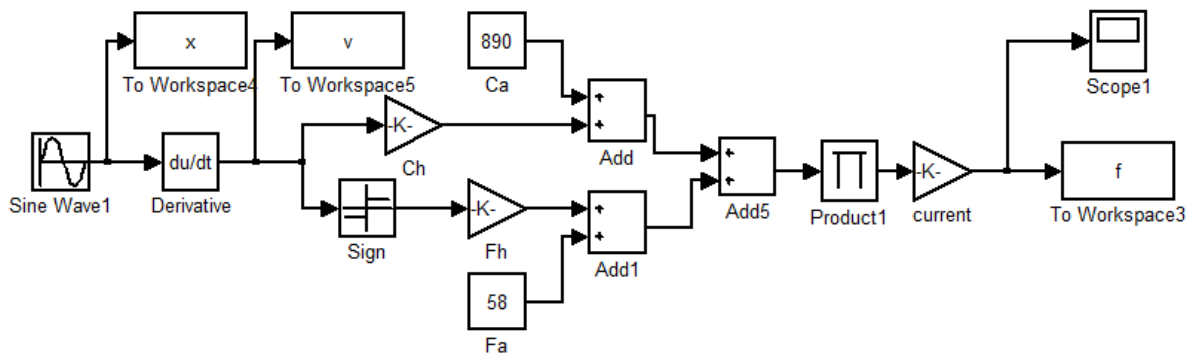 x
To Workspace4
v
To Workspace5
890
Ca
+
+
Add
Scope1
Sine Wave1
du/dt
Derivative
-K-
Ch
Sign
-K-
Fh
+
+
Add1
58
Fa
+
+
Add5
Product1
-K-
current
f
To Workspace3